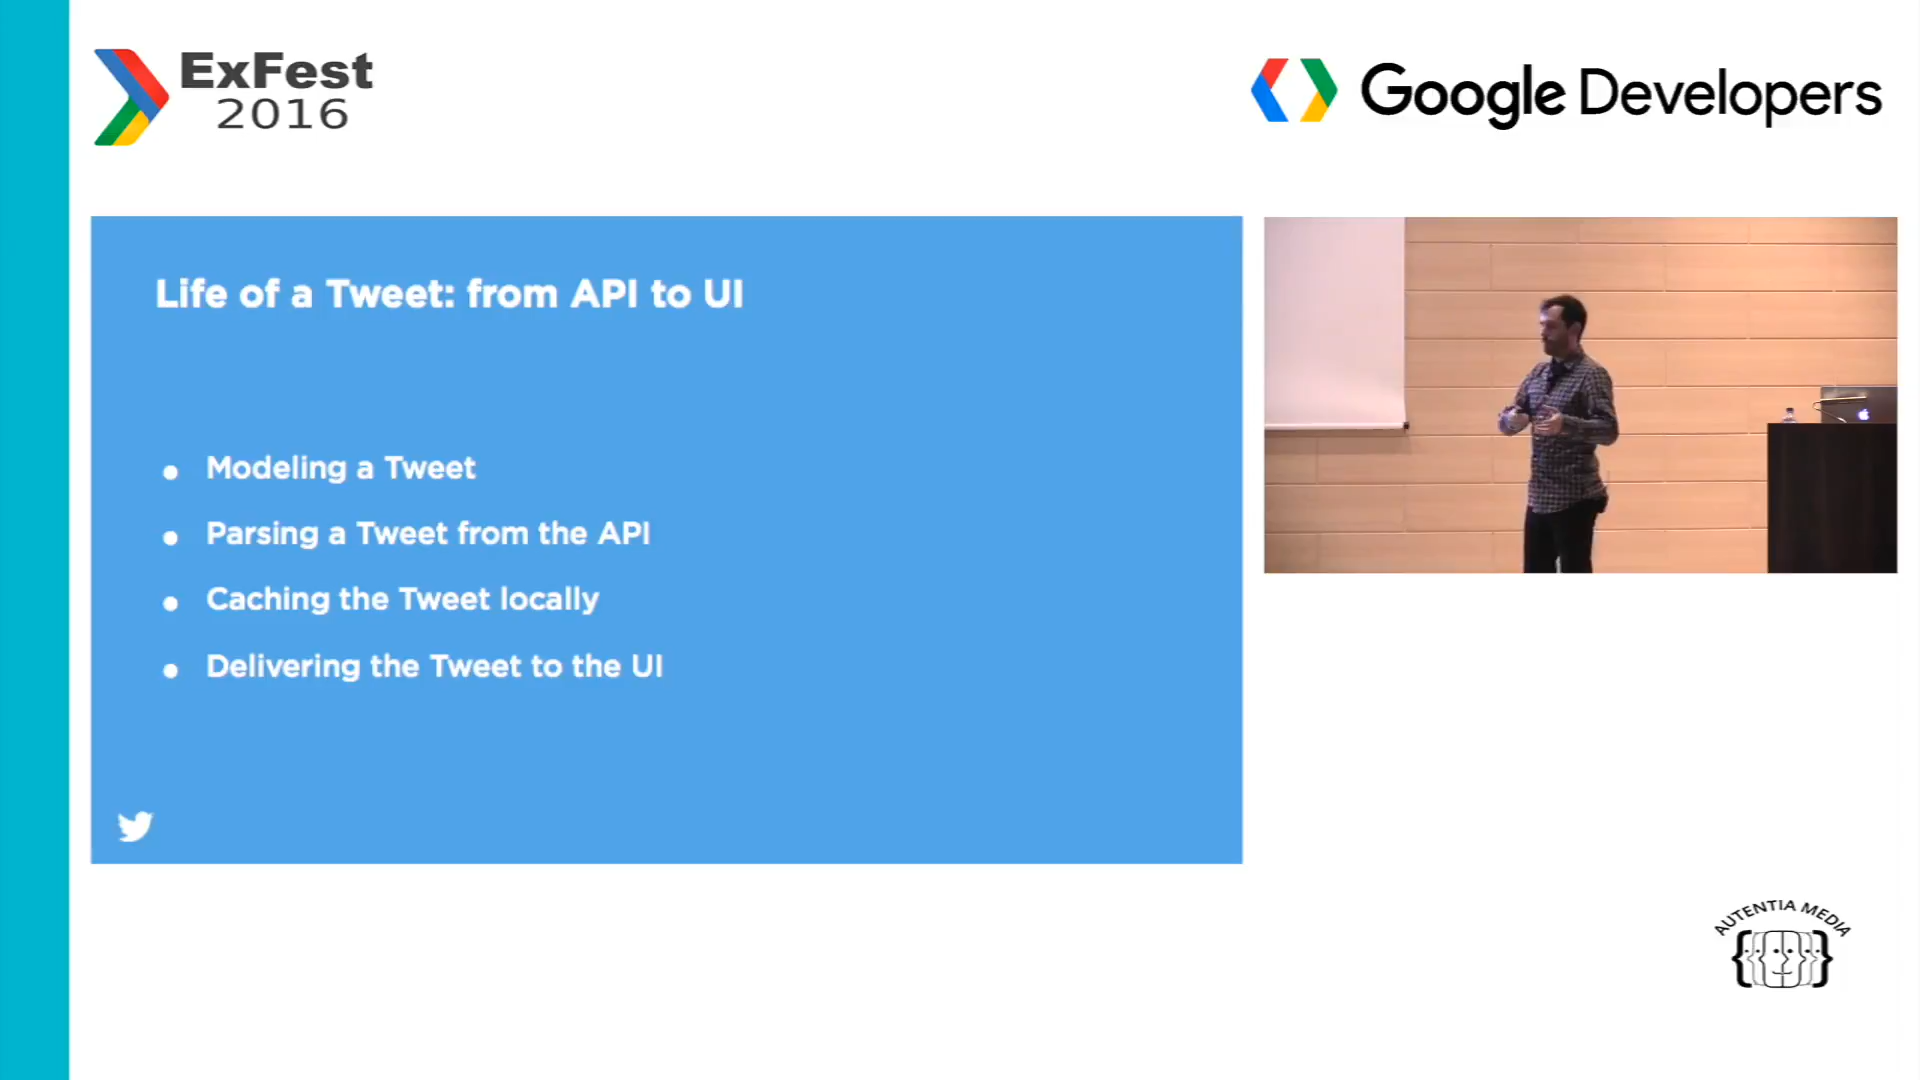 ExFest
2016
Google Developers
Life of a Tweet: from API to UI
Modeling a Tweet
Parsing a Tweet from the API
Caching the Tweet locally
Delivering the Tweet to the UI
AUTENTIA MEDIA